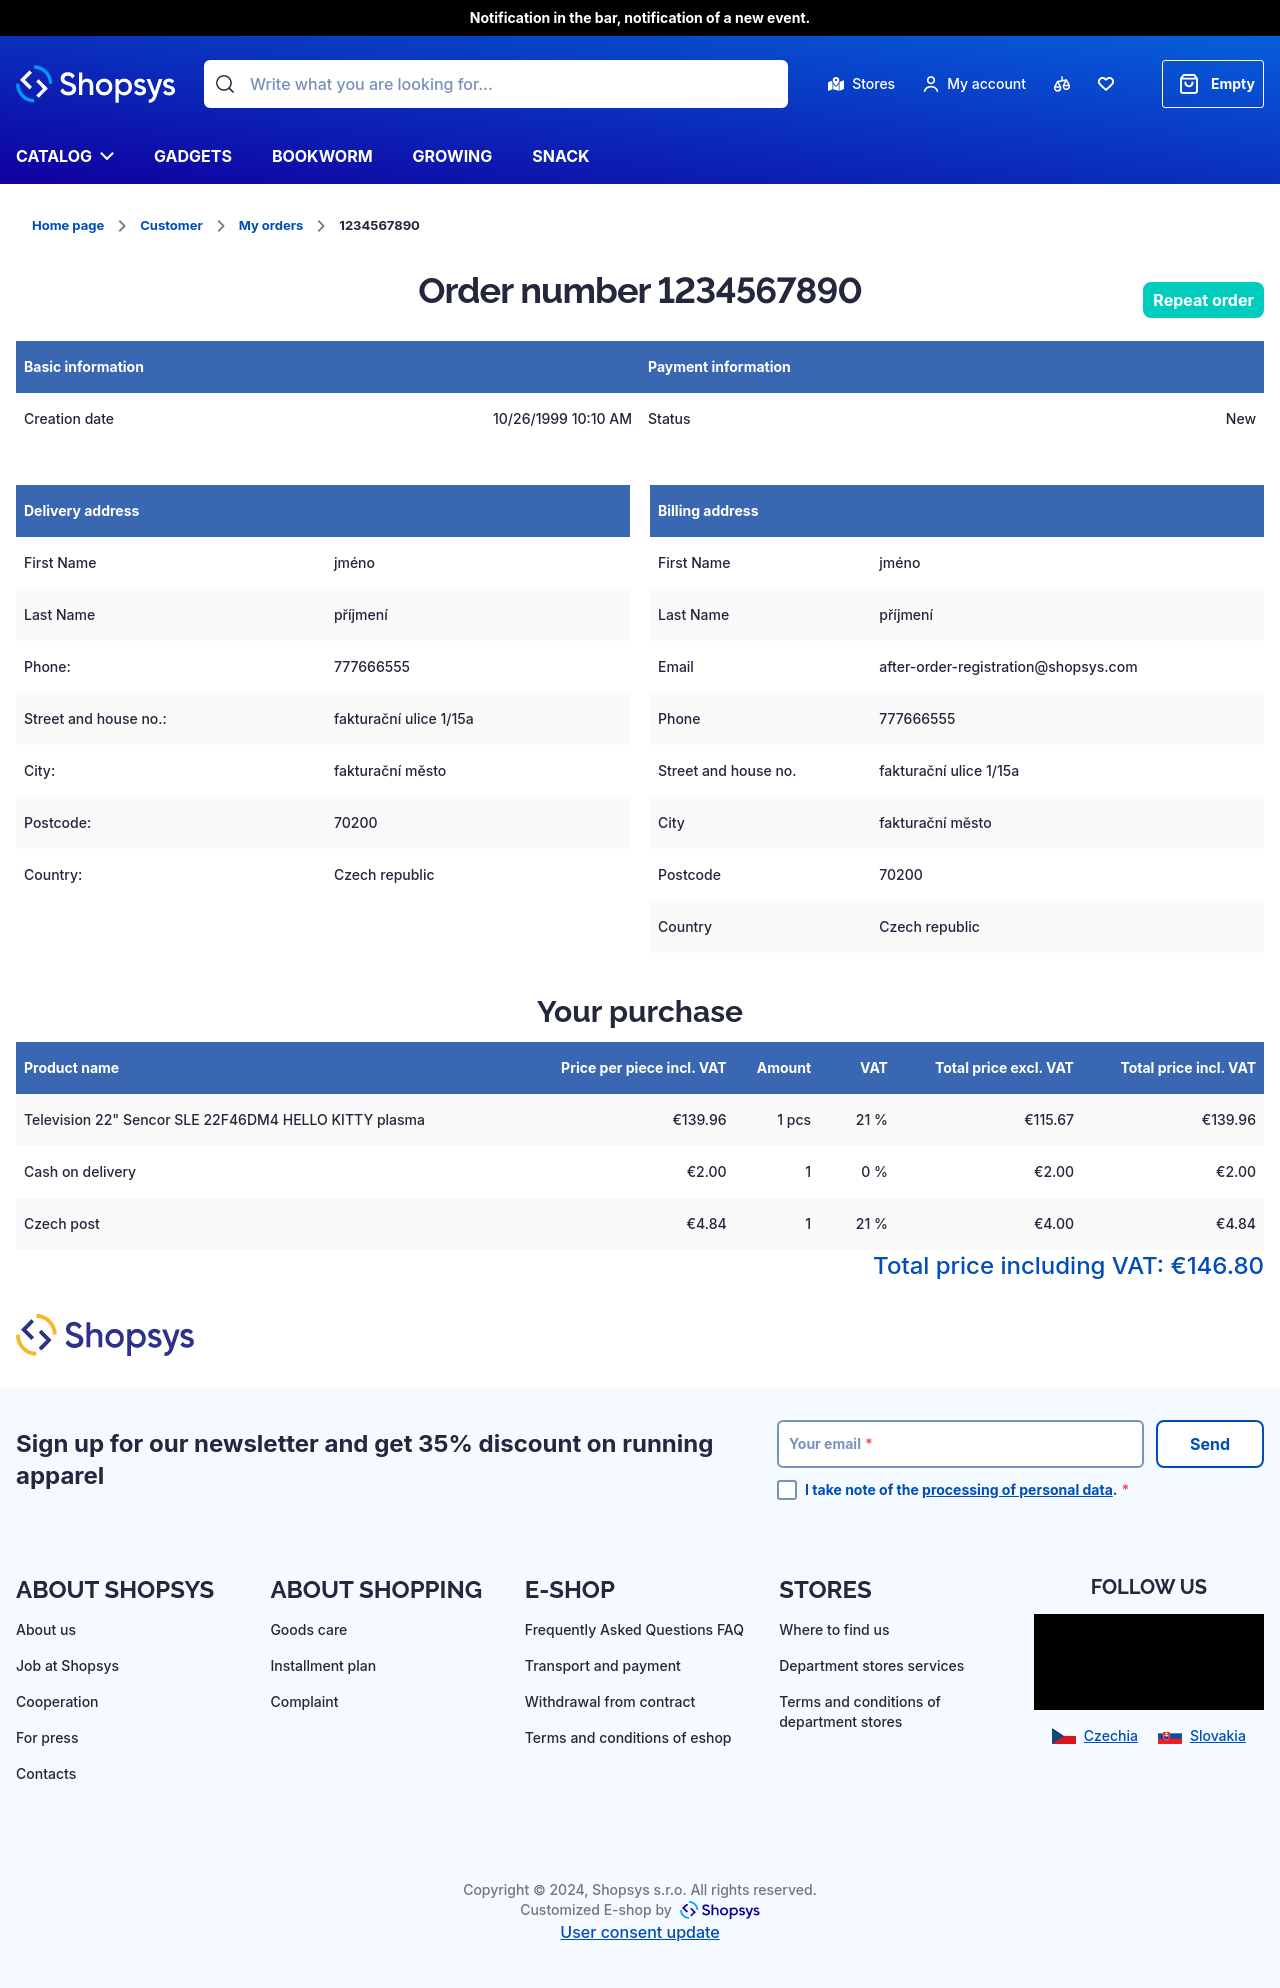 Notification in the bar, notification of a new event.
Shopsys
Write what you are looking for...
Stores
My account
Empty
CATALOG
GADGETS
BOOKWORM
GROWING
SNACK
Home page
Customer
My orders
1234567890
Order number 1234567890
Repeat order
Basic information
Payment information
Creation date
10/26/1999 10:10 AM
Status
New
Delivery address
First Name
jméno
Last Name
příjmení
Phone:
777666555
Street and house no.:
fakturační ulice 1/15a
City:
fakturační město
Postcode:
70200
Country:
Czech republic
Billing address
First Name
jméno
Last Name
příjmení
Email
after-order-registration@shopsys.com
Phone
777666555
Street and house no.
fakturační ulice 1/15a
City
fakturační město
Postcode
70200
Country
Czech republic
Your purchase
Product name
Price per piece incl. VAT
Amount
VAT
Total price excl. VAT
Total price incl. VAT
Television 22" Sencor SLE 22F46DM4 HELLO KITTY plasma
€139.96
1 pcs
21 %
€115.67
€139.96
Cash on delivery
€2.00
1
0 %
€2.00
€2.00
Czech post
€4.84
1
21 %
€4.00
€4.84
Total price including VAT: €146.80
Shopsys
Sign up for our newsletter and get 35% discount on running
apparel
Your email *
Send
I take note of the processing of personal data. *
ABOUT SHOPSYS
About us
Job at Shopsys
Cooperation
For press
Contacts
ABOUT SHOPPING
Goods care
Installment plan
Complaint
E-SHOP
Frequently Asked Questions FAQ
Transport and payment
Withdrawal from contract
Terms and conditions of eshop
STORES
Where to find us
Department stores services
Terms and conditions of
department stores
FOLLOW US
Czechia
Slovakia
Copyright © 2024, Shopsys s.r.o. All rights reserved.
Customized E-shop by Shopsys
User consent update